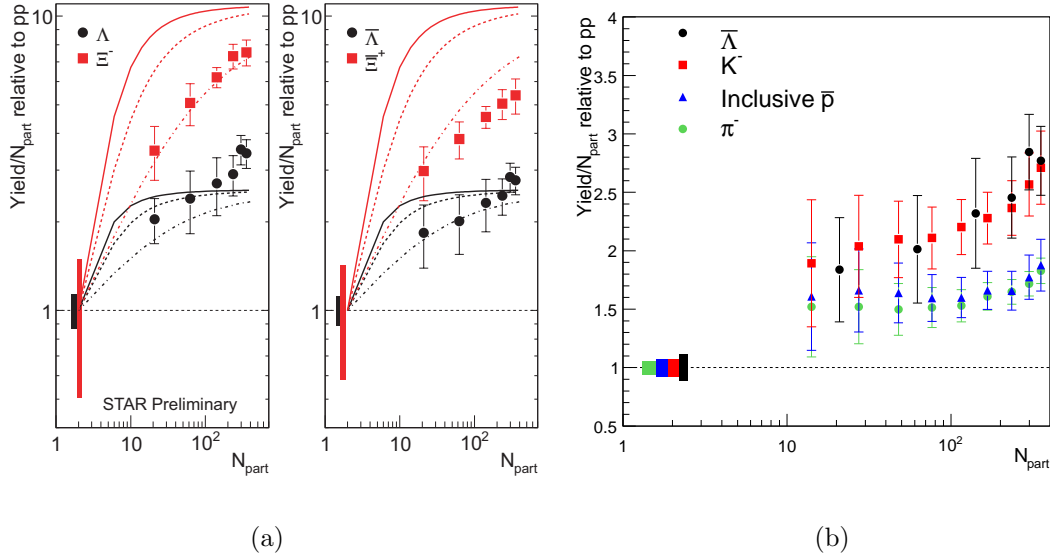 Yield/N_part relative to pp
10
1
Λ
Ξ⁻
STAR Preliminary
1
10
10²
N_part
Yield/N_part relative to pp
10
1
Λ̅
Ξ̅⁺
1
10
10²
N_part
Yield/N_part relative to pp
4
3.5
3
2.5
2
1.5
1
0.5
Λ̅
K⁻
Inclusive p̅
π⁻
1
10
10²
N_part
(a)
(b)